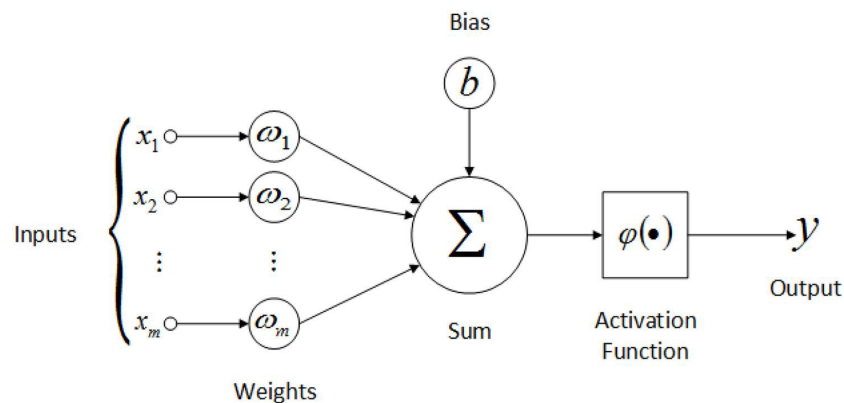 Bias
b
Inputs
x₁
ω₁
x₂
ω₂
⋮
⋮
xₘ
ωₘ
Weights
Σ
Sum
φ(•)
Activation
Function
y
Output